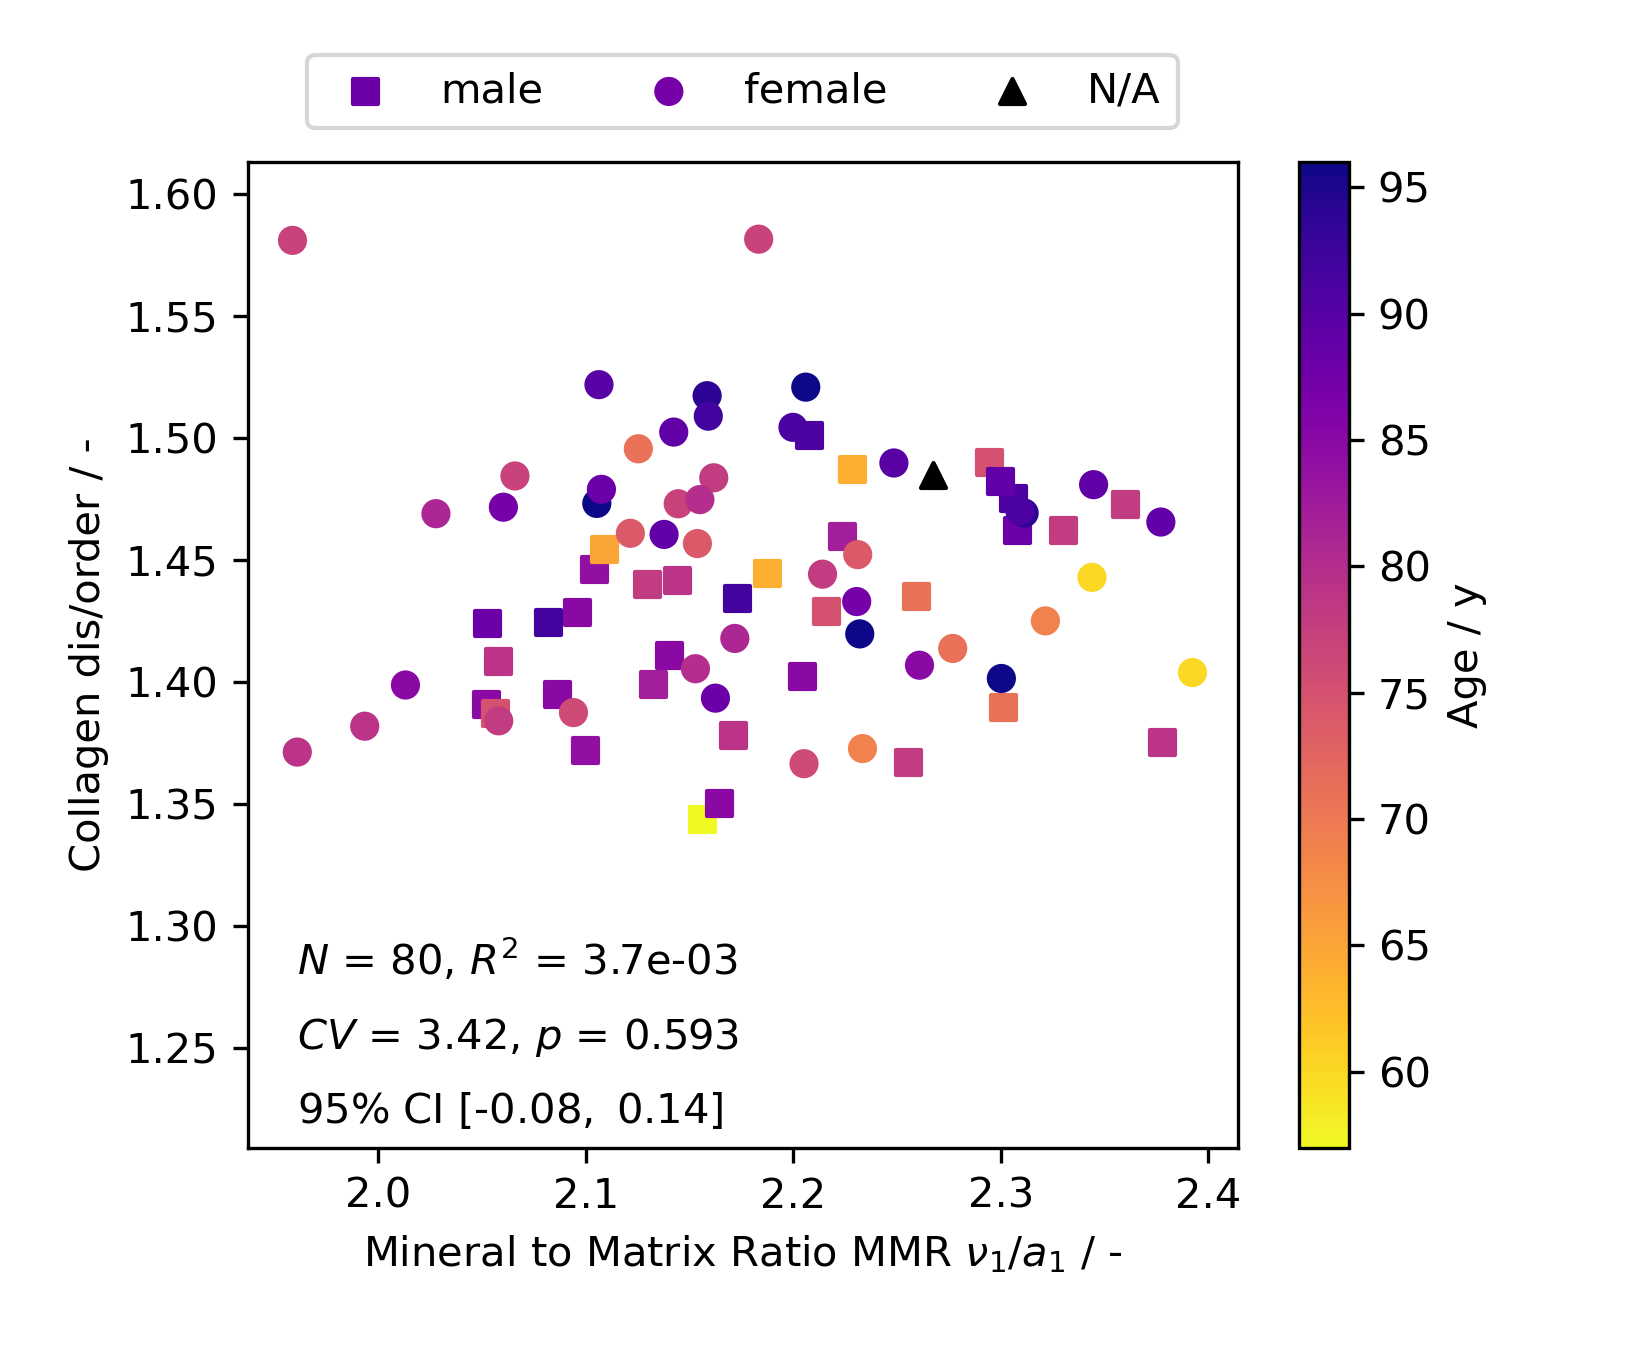 male female N/A
1.60
1.55
1.50
1.45
1.40
1.35
1.30
1.25
Collagen dis/order / -
N = 80, R² = 3.7e-03
CV = 3.42, p = 0.593
95% CI [-0.08, 0.14]
2.0 2.1 2.2 2.3 2.4
Mineral to Matrix Ratio MMR ν₁/a₁ / -
95
90
85
80
75
70
65
60
Age / y